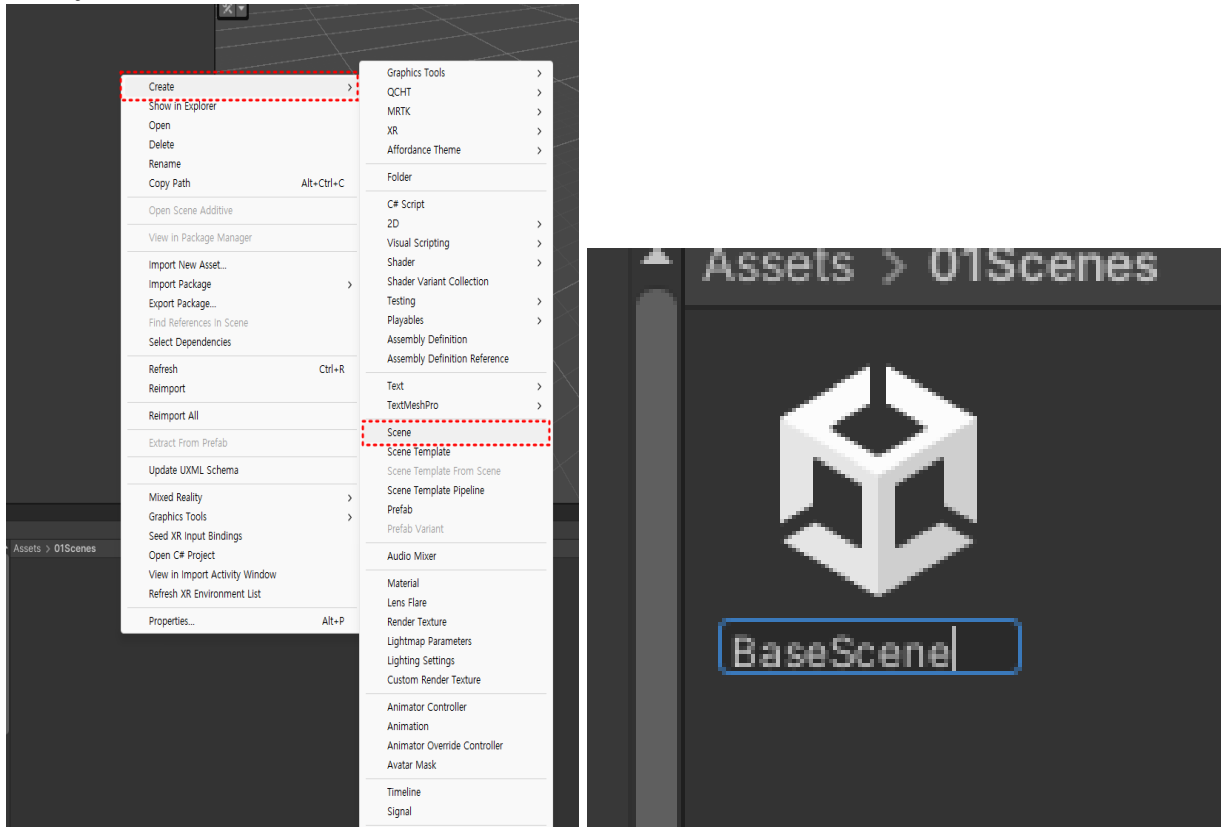 Create
Show in Explorer
Open
Delete
Rename
Copy Path Alt+Ctrl+C
Open Scene Additive
View in Package Manager
Import New Asset...
Import Package
Export Package...
Find References In Scene
Select Dependencies
Refresh Ctrl+R
Reimport
Reimport All
Extract From Prefab
Update UXML Schema
Mixed Reality
Graphics Tools
Seed XR Input Bindings
Open C# Project
View in Import Activity Window
Refresh XR Environment List
Properties... Alt+P
Assets > 01Scenes
Graphics Tools
QCHT
MRTK
XR
Affordance Theme
Folder
C# Script
2D
Visual Scripting
Shader
Shader Variant Collection
Testing
Playables
Assembly Definition
Assembly Definition Reference
Text
TextMeshPro
Scene
Scene Template
Scene Template From Scene
Scene Template Pipeline
Prefab
Prefab Variant
Audio Mixer
Material
Lens Flare
Render Texture
Lightmap Parameters
Lighting Settings
Custom Render Texture
Animator Controller
Animation
Animator Override Controller
Avatar Mask
Timeline
Signal
Assets > 01Scenes
BaseScene